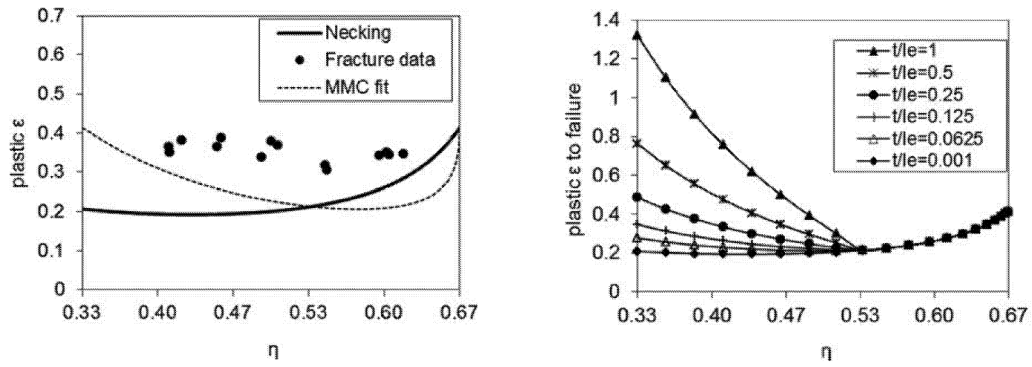 0.7
0.6
0.5
0.4
0.3
0.2
0.1
0
plastic ε
Necking
Fracture data
MMC fit
0.33
0.40
0.47
0.53
0.60
0.67
η
1.4
1.2
1
0.8
0.6
0.4
0.2
0
plastic ε to failure
t/le=1
t/le=0.5
t/le=0.25
t/le=0.125
t/le=0.0625
t/le=0.001
0.33
0.40
0.47
0.53
0.60
0.67
η